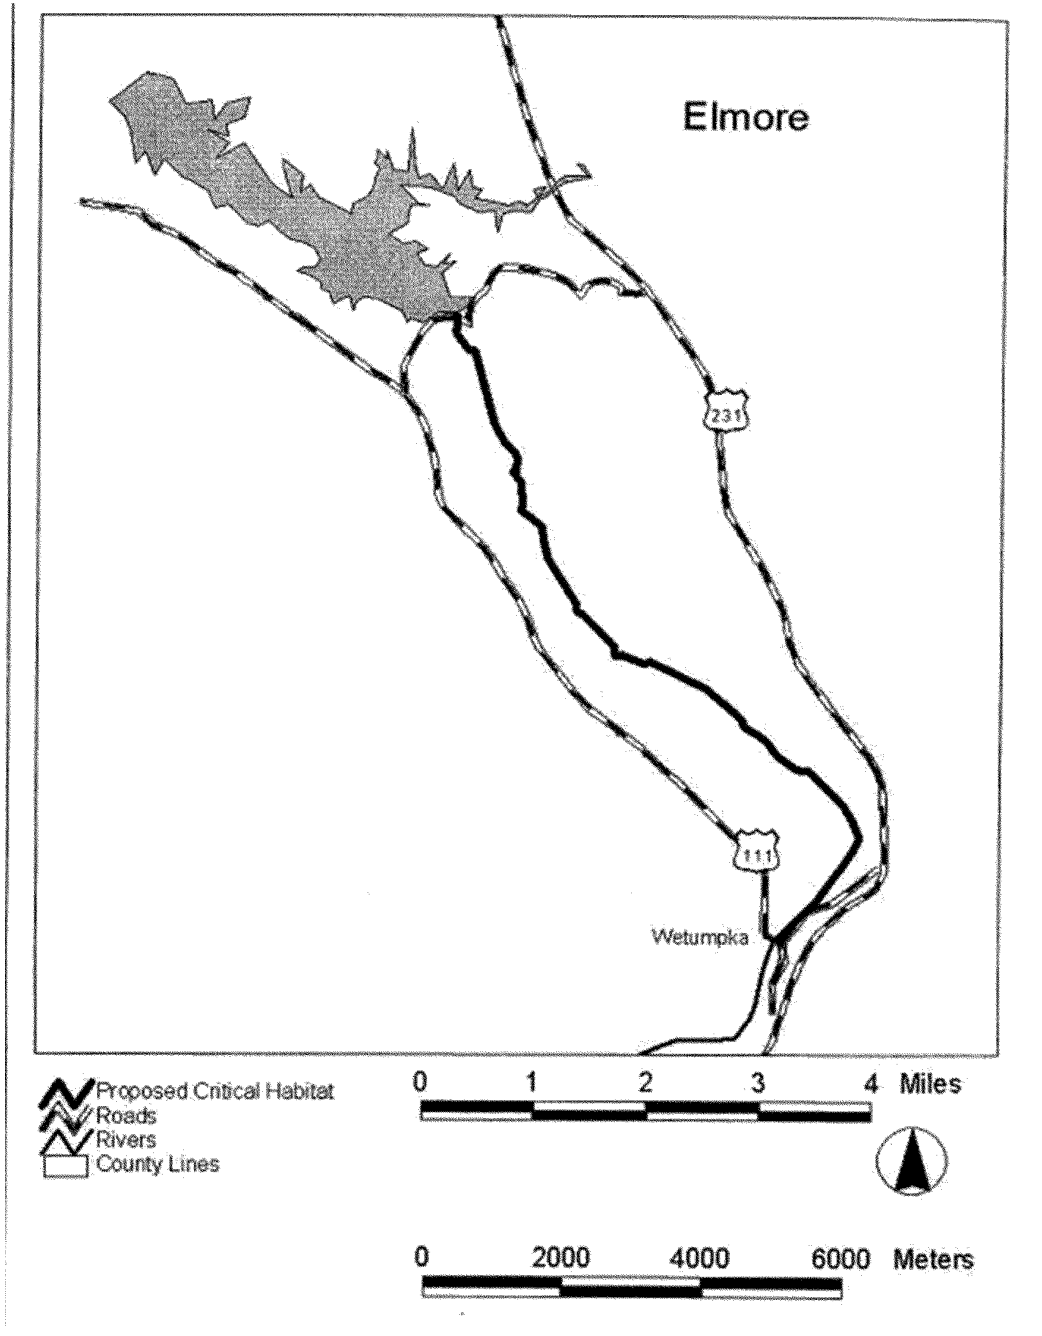 Elmore
231
111
Wetumpka
Proposed Critical Habitat
Roads
Rivers
County Lines
0 1 2 3 4 Miles
0 2000 4000 6000 Meters